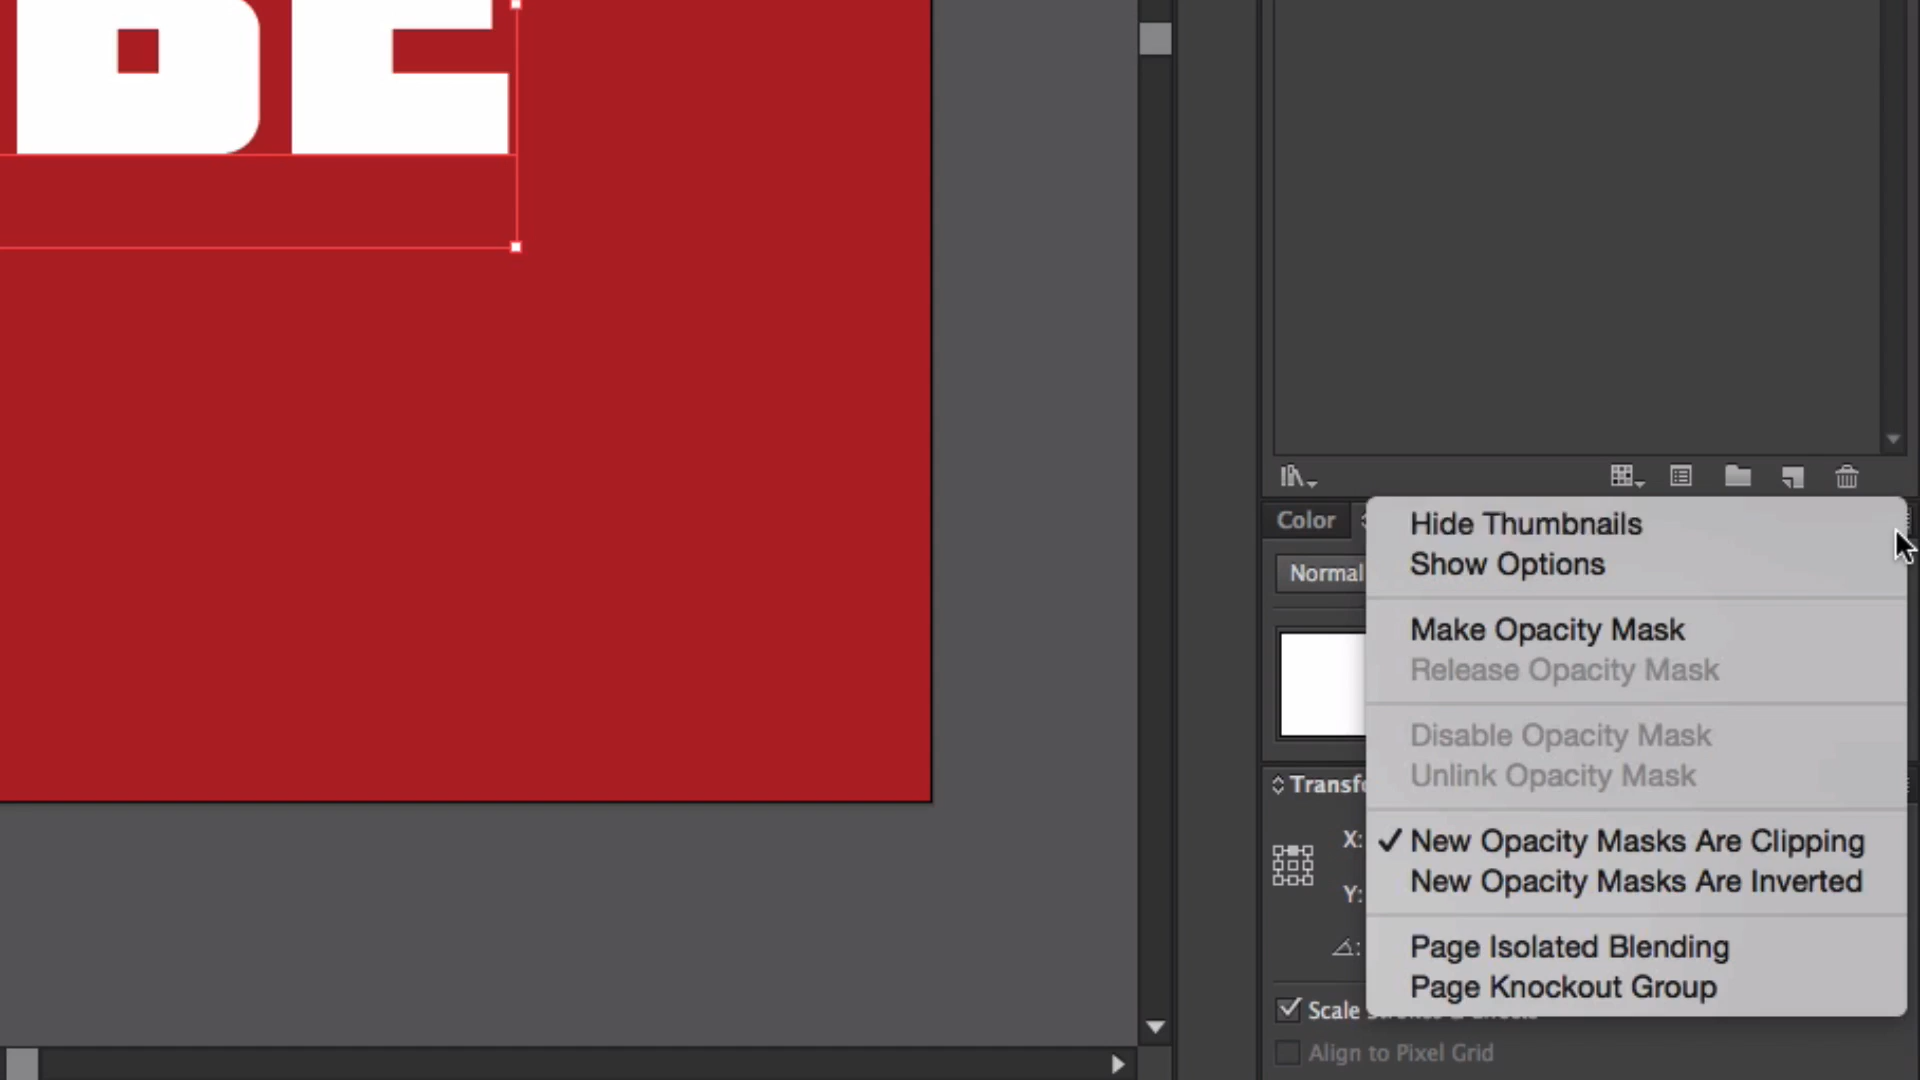 BE
Color
Hide Thumbnails
Show Options
Normal
Make Opacity Mask
Release Opacity Mask
Disable Opacity Mask
Unlink Opacity Mask
Transfo
X:
New Opacity Masks Are Clipping
Y:
New Opacity Masks Are Inverted
Page Isolated Blending
Page Knockout Group
Scale
Align to Pixel Grid